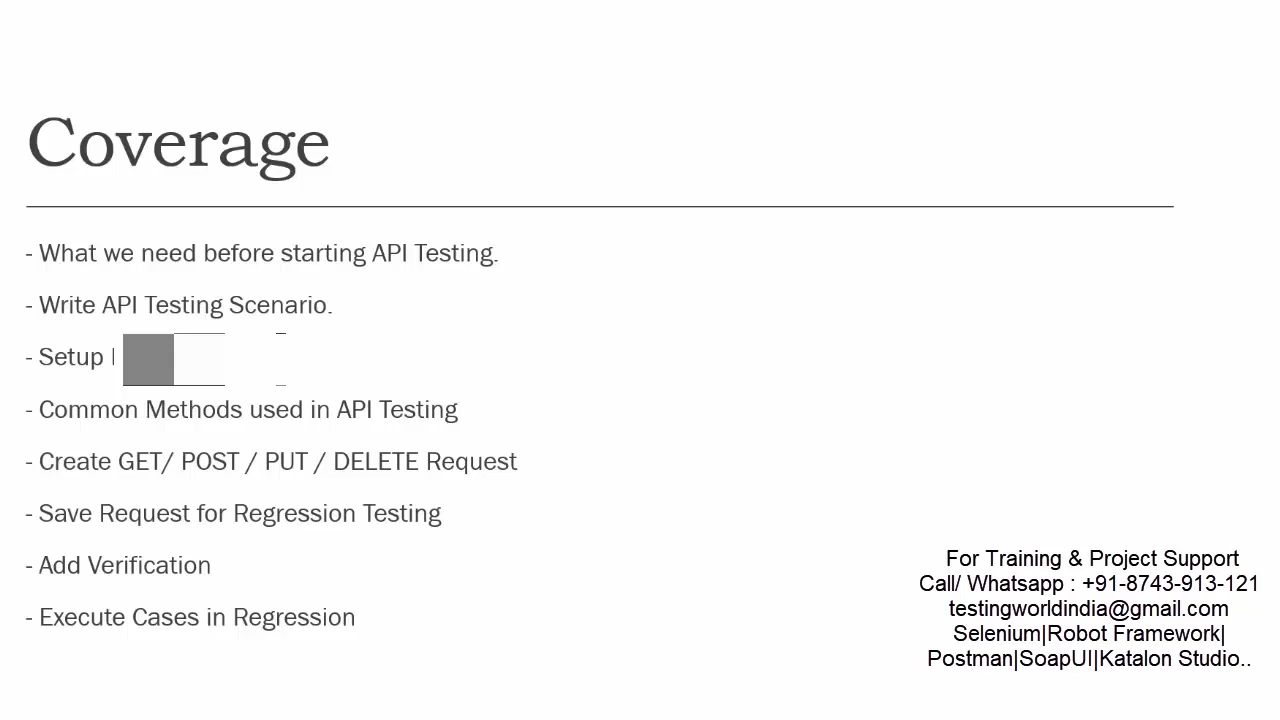 Coverage
- What we need before starting API Testing.
- Write API Testing Scenario.
- Setup
- Common Methods used in API Testing
- Create GET/ POST / PUT / DELETE Request
- Save Request for Regression Testing
- Add Verification
- Execute Cases in Regression
For Training & Project Support
Call/ Whatsapp : +91-8743-913-121
testingworldindia@gmail.com
Selenium|Robot Framework|
Postman|SoapUI|Katalon Studio..